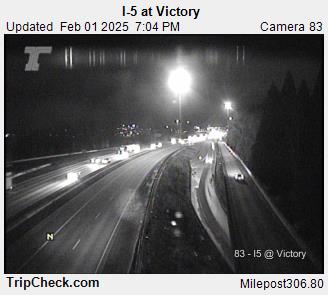 I-5 at Victory
Updated Feb 01 2025 7:04 PM Camera 83
T
N
83 - I5 @ Victory
TripCheck.com Milepost306.80